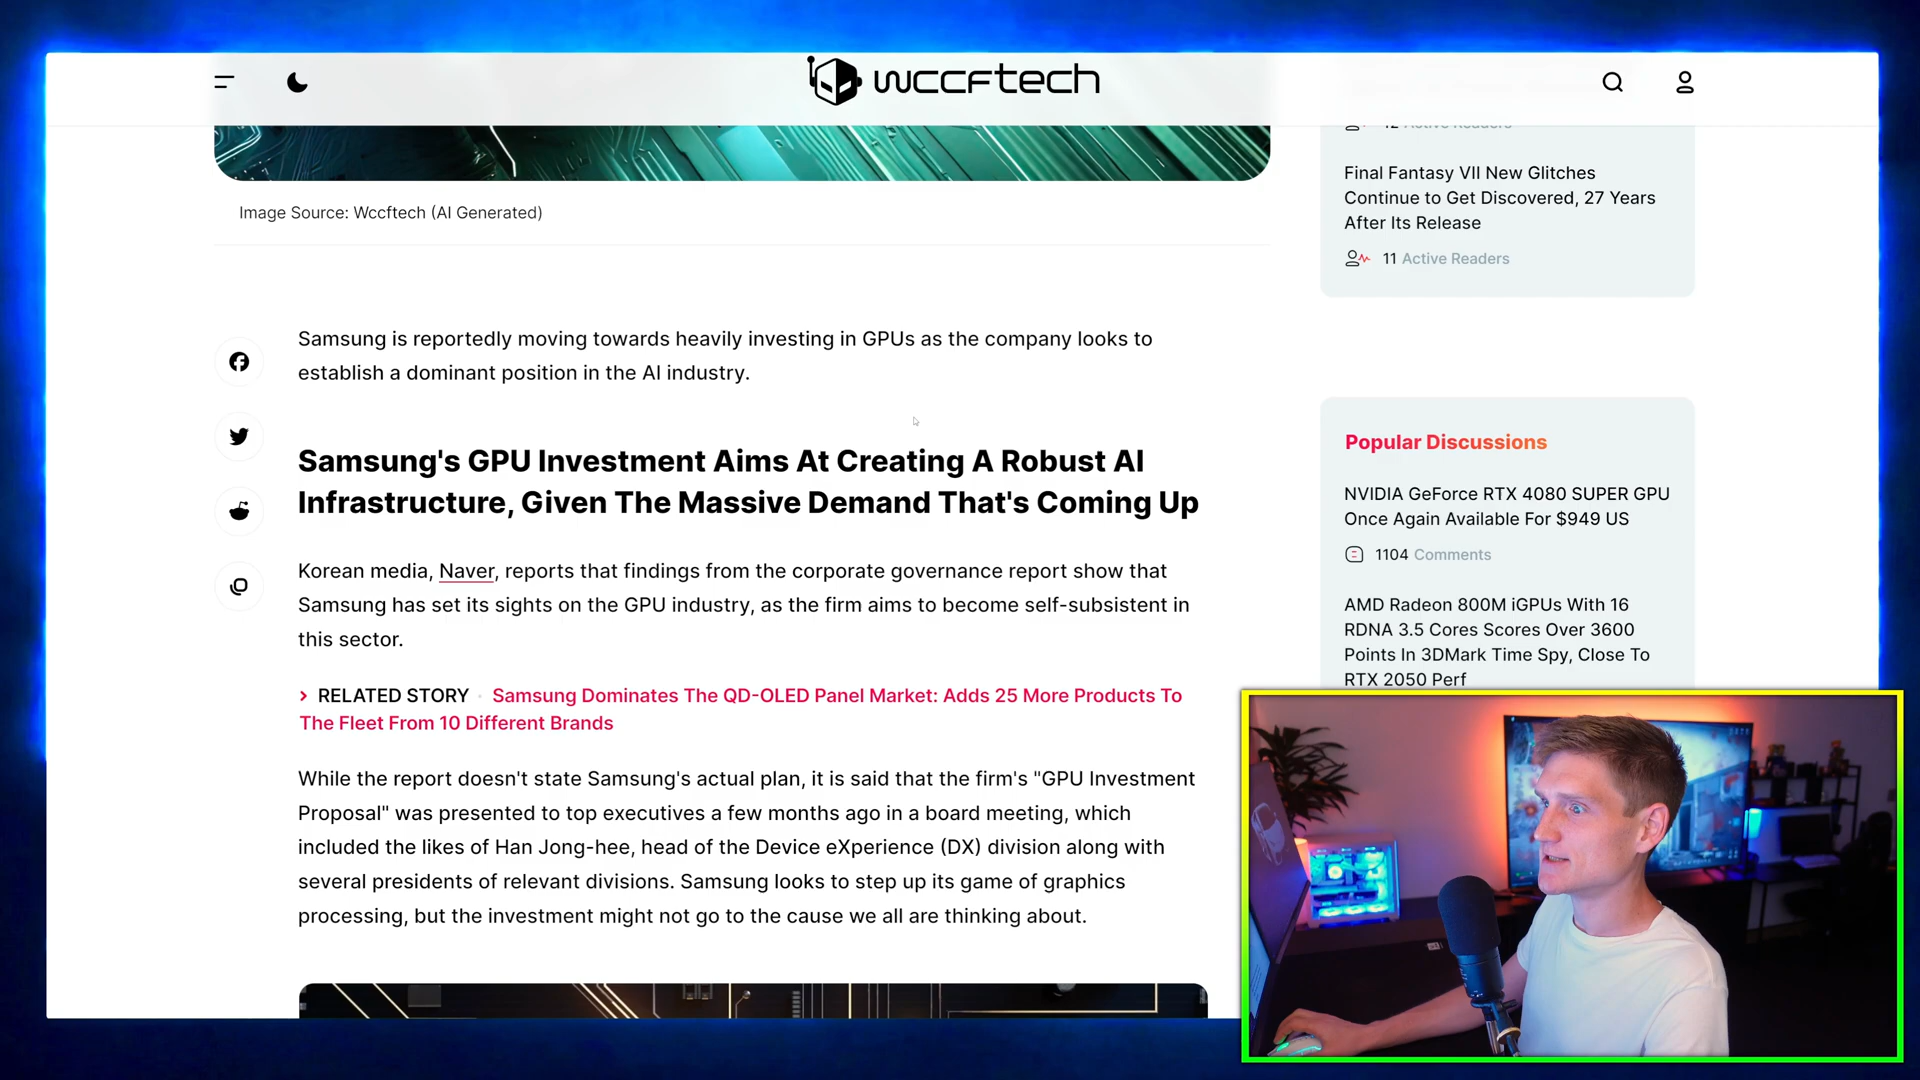 wccftech
Image Source: Wccftech (AI Generated)
12 Active Readers
Final Fantasy VII New Glitches
Continue to Get Discovered, 27 Years
After Its Release
11 Active Readers
Samsung is reportedly moving towards heavily investing in GPUs as the company looks to
establish a dominant position in the AI industry.
Samsung's GPU Investment Aims At Creating A Robust AI
Infrastructure, Given The Massive Demand That's Coming Up
Korean media, Naver, reports that findings from the corporate governance report show that
Samsung has set its sights on the GPU industry, as the firm aims to become self-subsistent in
this sector.
RELATED STORY • Samsung Dominates The QD-OLED Panel Market: Adds 25 More Products To
The Fleet From 10 Different Brands
While the report doesn't state Samsung's actual plan, it is said that the firm's "GPU Investment
Proposal" was presented to top executives a few months ago in a board meeting, which
included the likes of Han Jong-hee, head of the Device eXperience (DX) division along with
several presidents of relevant divisions. Samsung looks to step up its game of graphics
processing, but the investment might not go to the cause we all are thinking about.
Popular Discussions
NVIDIA GeForce RTX 4080 SUPER GPU
Once Again Available For $949 US
1104 Comments
AMD Radeon 800M iGPUs With 16
RDNA 3.5 Cores Scores Over 3600
Points In 3DMark Time Spy, Close To
RTX 2050 Perf